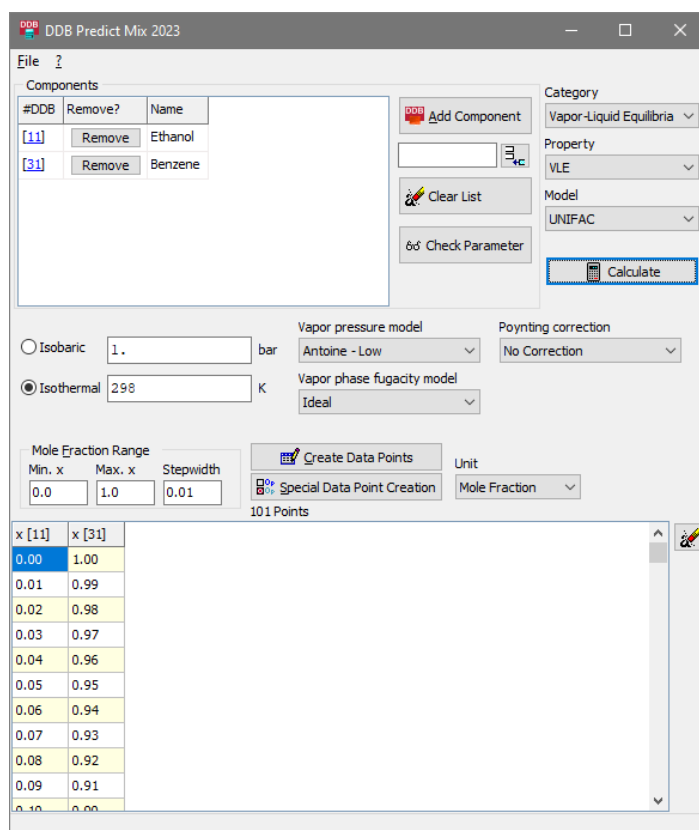 DDB Predict Mix 2023
File ?
Components
#DDB Remove? Name
[11] Remove Ethanol
[31] Remove Benzene
Add Component
Clear List
Check Parameter
Category
Vapor-Liquid Equilibria
Property
VLE
Model
UNIFAC
Calculate
Isobaric 1. bar
Isothermal 298 K
Vapor pressure model
Antoine - Low
Vapor phase fugacity model
Ideal
Poynting correction
No Correction
Mole Fraction Range
Min. x Max. x Stepwidth
0.0 1.0 0.01
Create Data Points
Special Data Point Creation
101 Points
Unit
Mole Fraction
x [11] x [31]
0.00 1.00
0.01 0.99
0.02 0.98
0.03 0.97
0.04 0.96
0.05 0.95
0.06 0.94
0.07 0.93
0.08 0.92
0.09 0.91
0.10 0.90